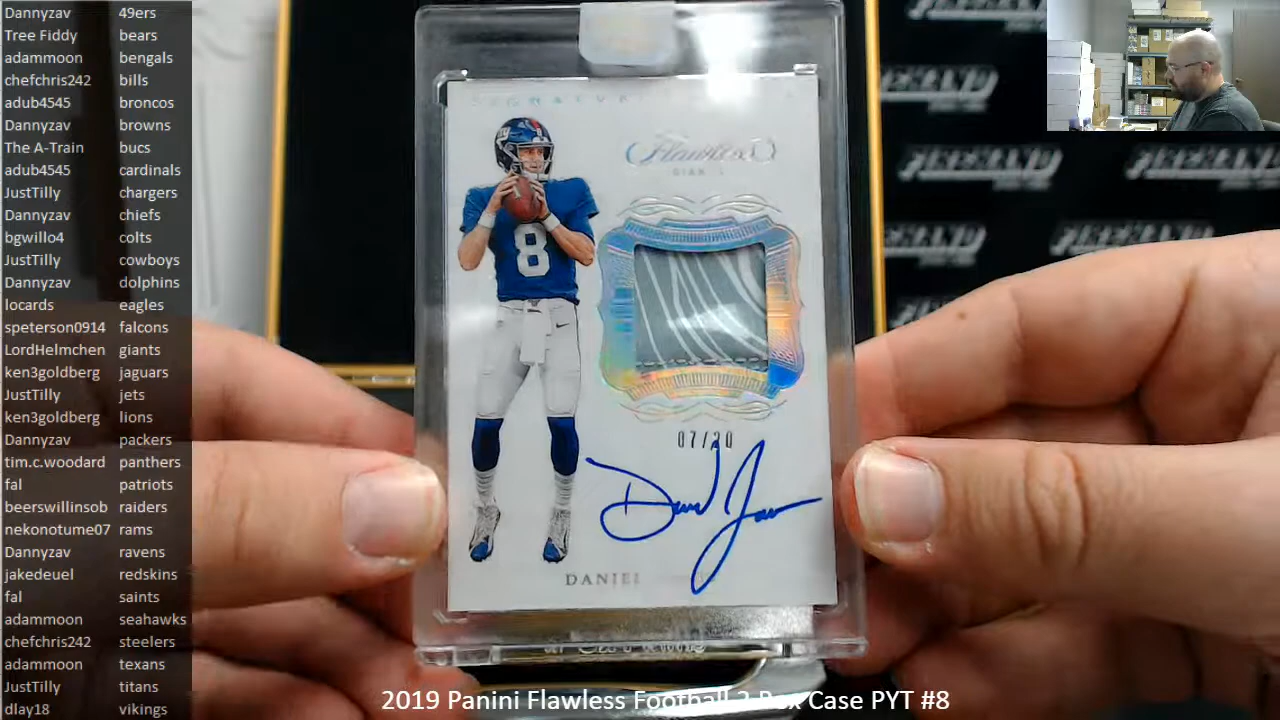 Dannyzav 49ers
Tree Fiddy bears
adammoon bengals
chefchris242 bills
adub4545 broncos
Dannyzav browns
The A-Train bucs
adub4545 cardinals
JustTilly chargers
Dannyzav chiefs
bgwillo4 colts
JustTilly cowboys
Dannyzav dolphins
locards eagles
speterson0914 falcons
LordHelmchen giants
ken3goldberg jaguars
JustTilly jets
ken3goldberg lions
Dannyzav packers
tim.c.woodard panthers
fal patriots
beerswillinsob raiders
nekonotume07 rams
Dannyzav ravens
jakedeuel redskins
fal saints
adammoon seahawks
chefchris242 steelers
adammoon texans
JustTilly titans
dlay18 vikings
Flawless
8
07/20
DANIEL
2019 Panini Flawless Football 2 Box Case PYT #8